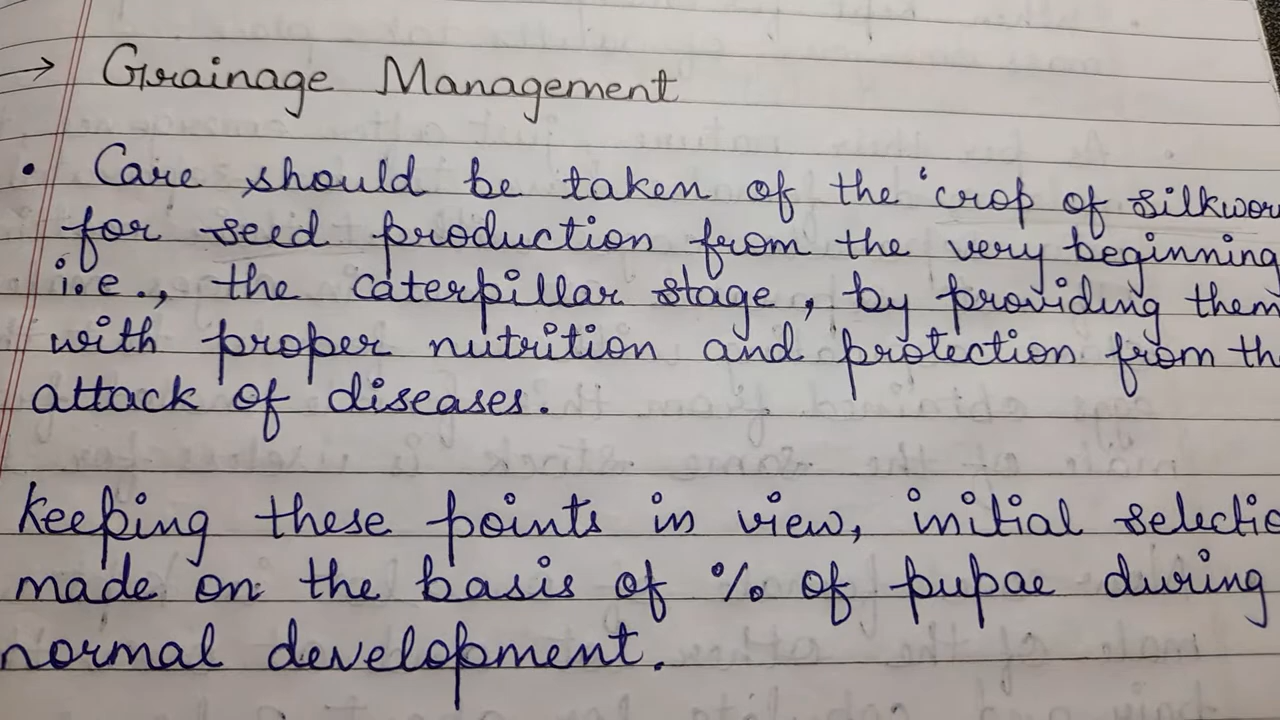 → Grainage Management
• Care should be taken of the 'crop of silkwor
for seed production from the very beginning
i.e., the caterpillar stage, by providing them
with proper nutrition and protection from th
attack of diseases.
keeping these points in view, initial selectio
made on the basis of % of pupae during
normal development.